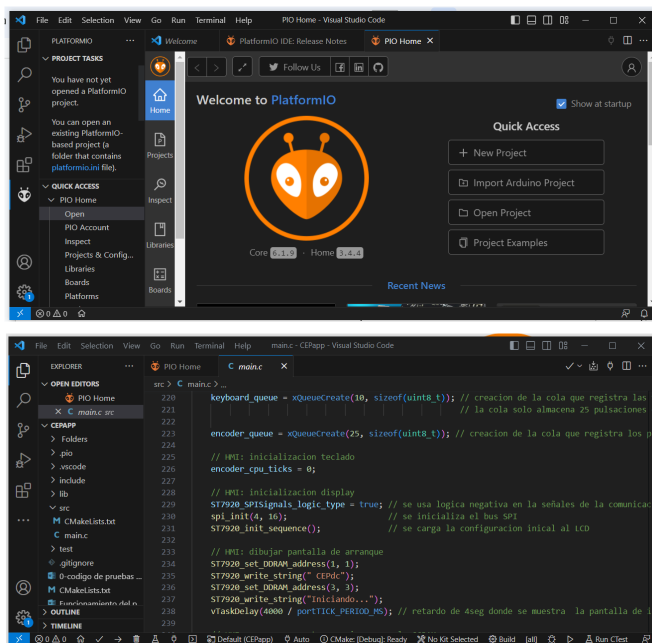 File Edit Selection View Go Run Terminal Help PIO Home - Visual Studio Code
PLATFORMIO ··· Welcome PlatformIO IDE: Release Notes PIO Home
PROJECT TASKS
You have not yet
opened a PlatformIO
project.
You can open an
existing PlatformIO-
based project (a
folder that contains
platformio.ini file).
QUICK ACCESS
PIO Home
Open
PIO Account
Inspect
Projects & Config...
Libraries
Boards
Platforms
Home
Projects
Inspect
Libraries
Boards
Follow Us
Welcome to PlatformIO
Show at startup
Core 6.1.9 · Home 3.4.4
Quick Access
New Project
Import Arduino Project
Open Project
Project Examples
Recent News
0 0
File Edit Selection View Go Run Terminal Help main.c - CEPapp - Visual Studio Code
EXPLORER ··· PIO Home C main.c
OPEN EDITORS
PIO Home
C main.c src
CEPAPP
Folders
.pio
.vscode
include
lib
src
M CMakeLists.txt
C main.c
test
.gitignore
0-codigo de pruebas ...
M CMakeLists.txt
Funcionamiento del p
OUTLINE
TIMELINE
src > C main.c > ...
220 keyboard_queue = xQueueCreate(10, sizeof(uint8_t)); // creacion de la cola que registra las
221 // la cola solo almacena 25 pulsaciones
222
223 encoder_queue = xQueueCreate(25, sizeof(uint8_t)); // creacion de la cola que registra los p
224
225 // HMI: inicializacion teclado
226 encoder_cpu_ticks = 0;
227
228 // HMI: inicializacion display
229 ST7920_SPISignals_logic_type = true; // se usa logica negativa en la señales de la comunicac
230 spi_init(4, 16); // se inicializa el bus SPI
231 ST7920_init_sequence(); // se carga la configuracion inical al LCD
232
233 // HMI: dibujar pantalla de arranque
234 ST7920_set_DDRAM_address(1, 1);
235 ST7920_write_string(" CEPdc");
236 ST7920_set_DDRAM_address(3, 3);
237 ST7920_write_string("Iniciando...");
238 vTaskDelay(4000 / portTICK_PERIOD_MS); // retardo de 4seg donde se muestra la pantalla de i
239
0 0 Default (CEPapp) Auto CMake: [Debug]: Ready No Kit Selected Build [all] Run CTest